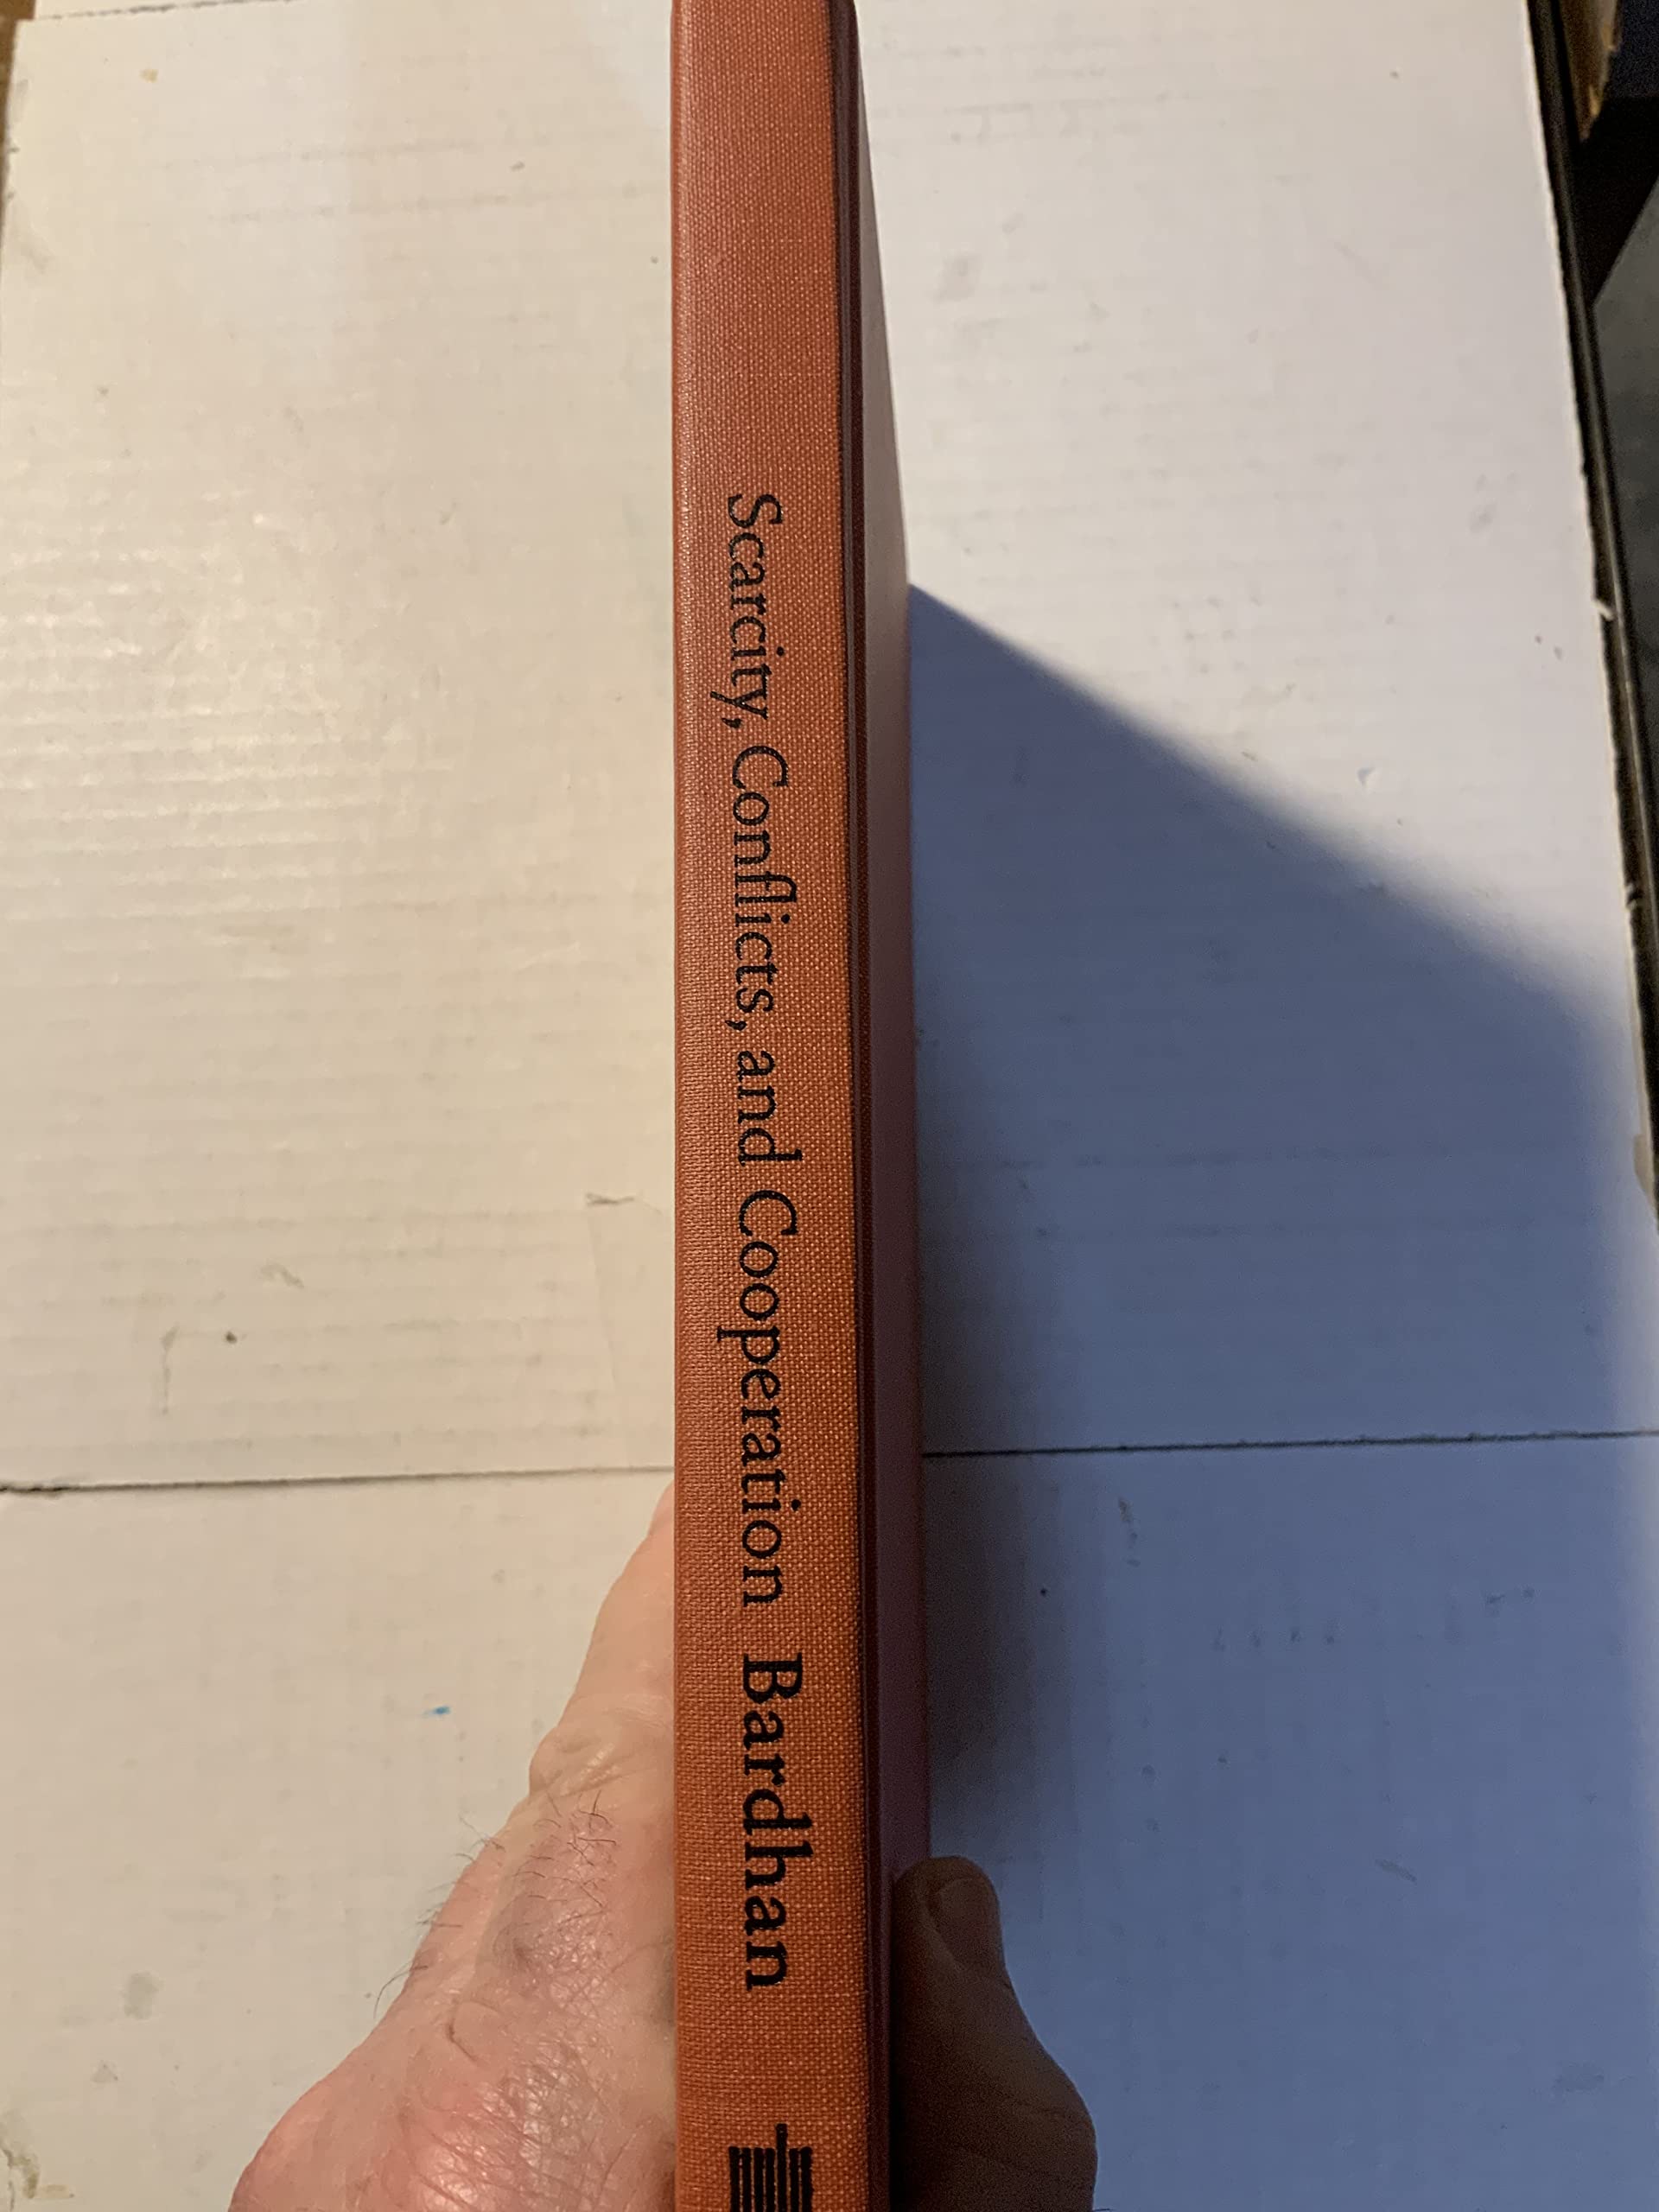 Scarcity, Conflicts, and Cooperation Bardhan